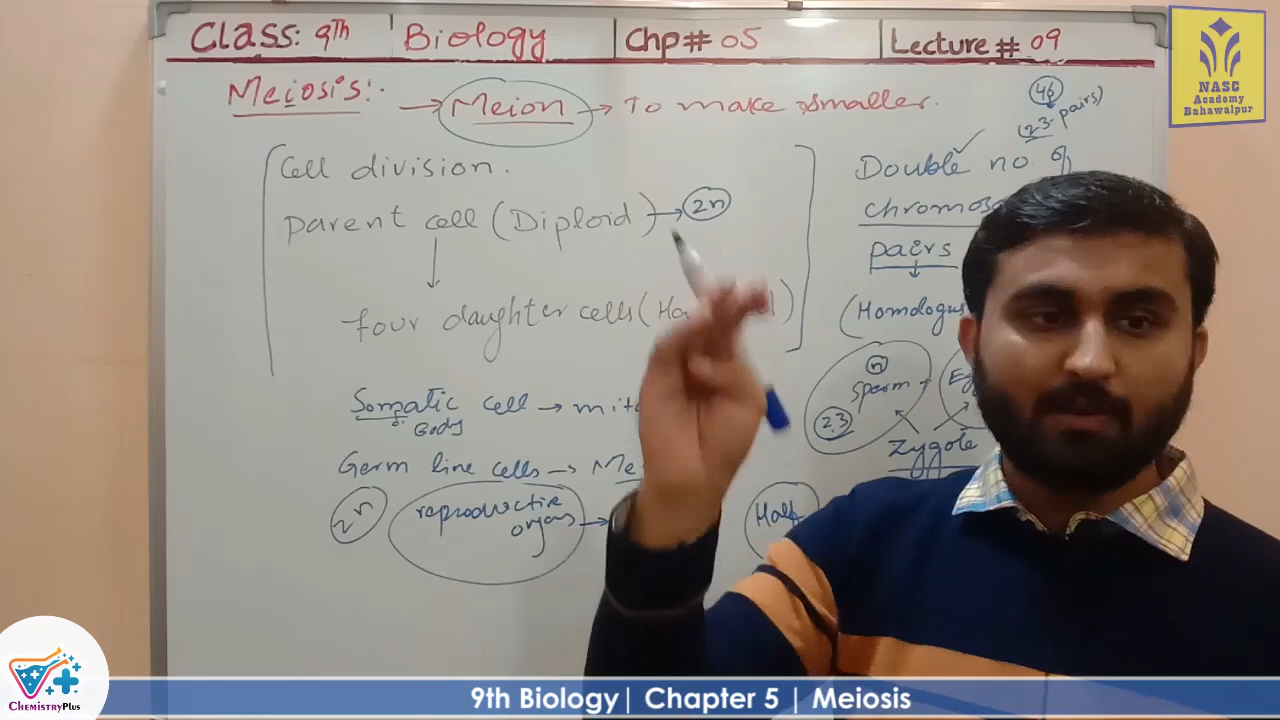 Class: 9Th Biology Chp# 05 Lecture # 09
NASC
Academy
Bahawalpur
Meiosis:- → Meion → To make smaller.
46
(23 pairs)
Cell division.
Double no. of
Parent cell (Diploid) → 2n
pairs
four daughter cells
(Homologus
n
sperm +
23
Zygote
Somatic cell →
Body
Germ line cells →
2n
reproductive
organs →
Half
ChemistryPlus
9th Biology| Chapter 5 | Meiosis